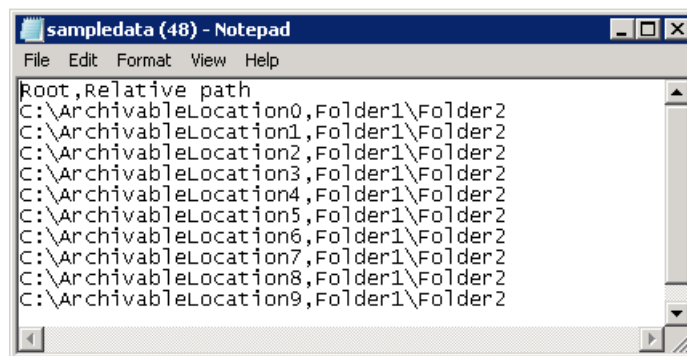 sampledata (48) - Notepad
File Edit Format View Help
Root,Relative path
C:\ArchivableLocation0,Folder1\Folder2
C:\ArchivableLocation1,Folder1\Folder2
C:\ArchivableLocation2,Folder1\Folder2
C:\ArchivableLocation3,Folder1\Folder2
C:\ArchivableLocation4,Folder1\Folder2
C:\ArchivableLocation5,Folder1\Folder2
C:\ArchivableLocation6,Folder1\Folder2
C:\ArchivableLocation7,Folder1\Folder2
C:\ArchivableLocation8,Folder1\Folder2
C:\ArchivableLocation9,Folder1\Folder2